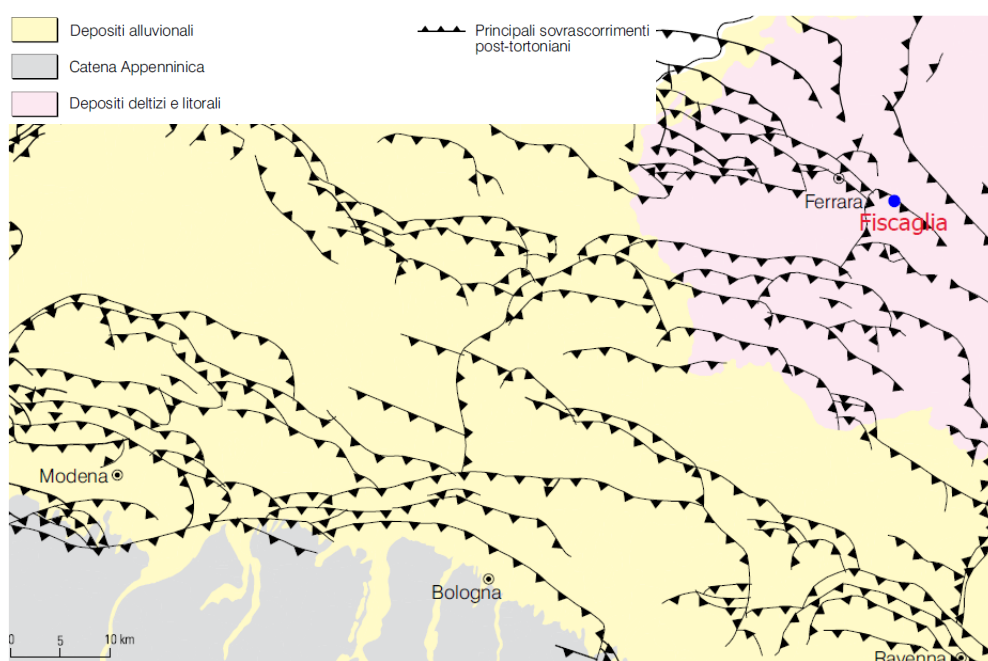 Depositi alluvionali
Catena Appenninica
Depositi deltizi e litorali
Principali sovrascorrimenti
post-tortoniani
Ferrara
Fiscaglia
Modena
Bologna
Ravenna
0 5 10 km